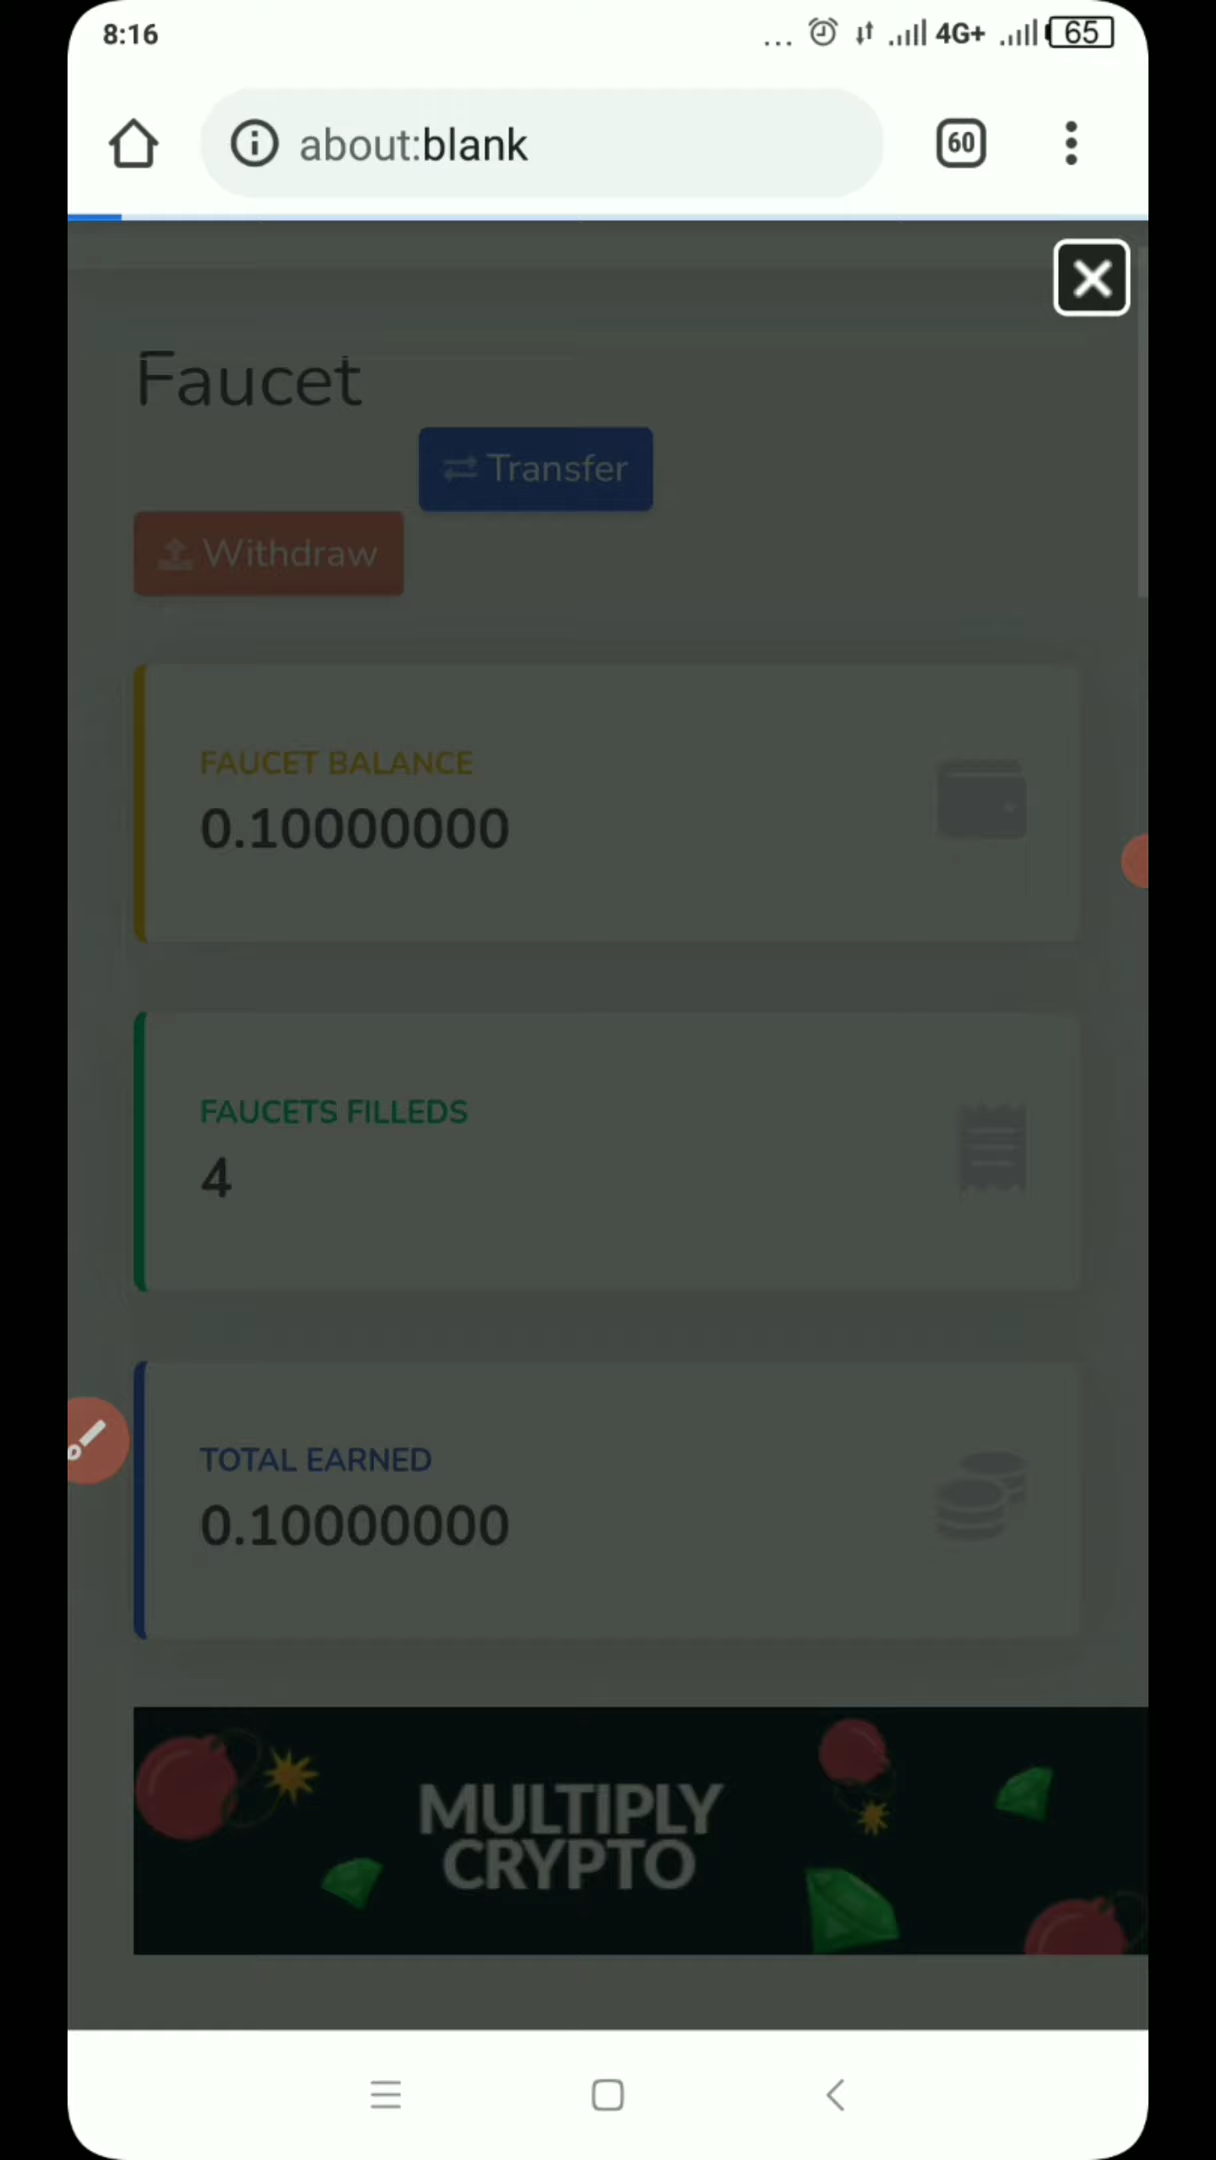 8:16
... 4G+ 65
about:blank
60
Faucet
Transfer
Withdraw
FAUCET BALANCE
0.10000000
FAUCETS FILLEDS
4
TOTAL EARNED
0.10000000
MULTIPLY
CRYPTO